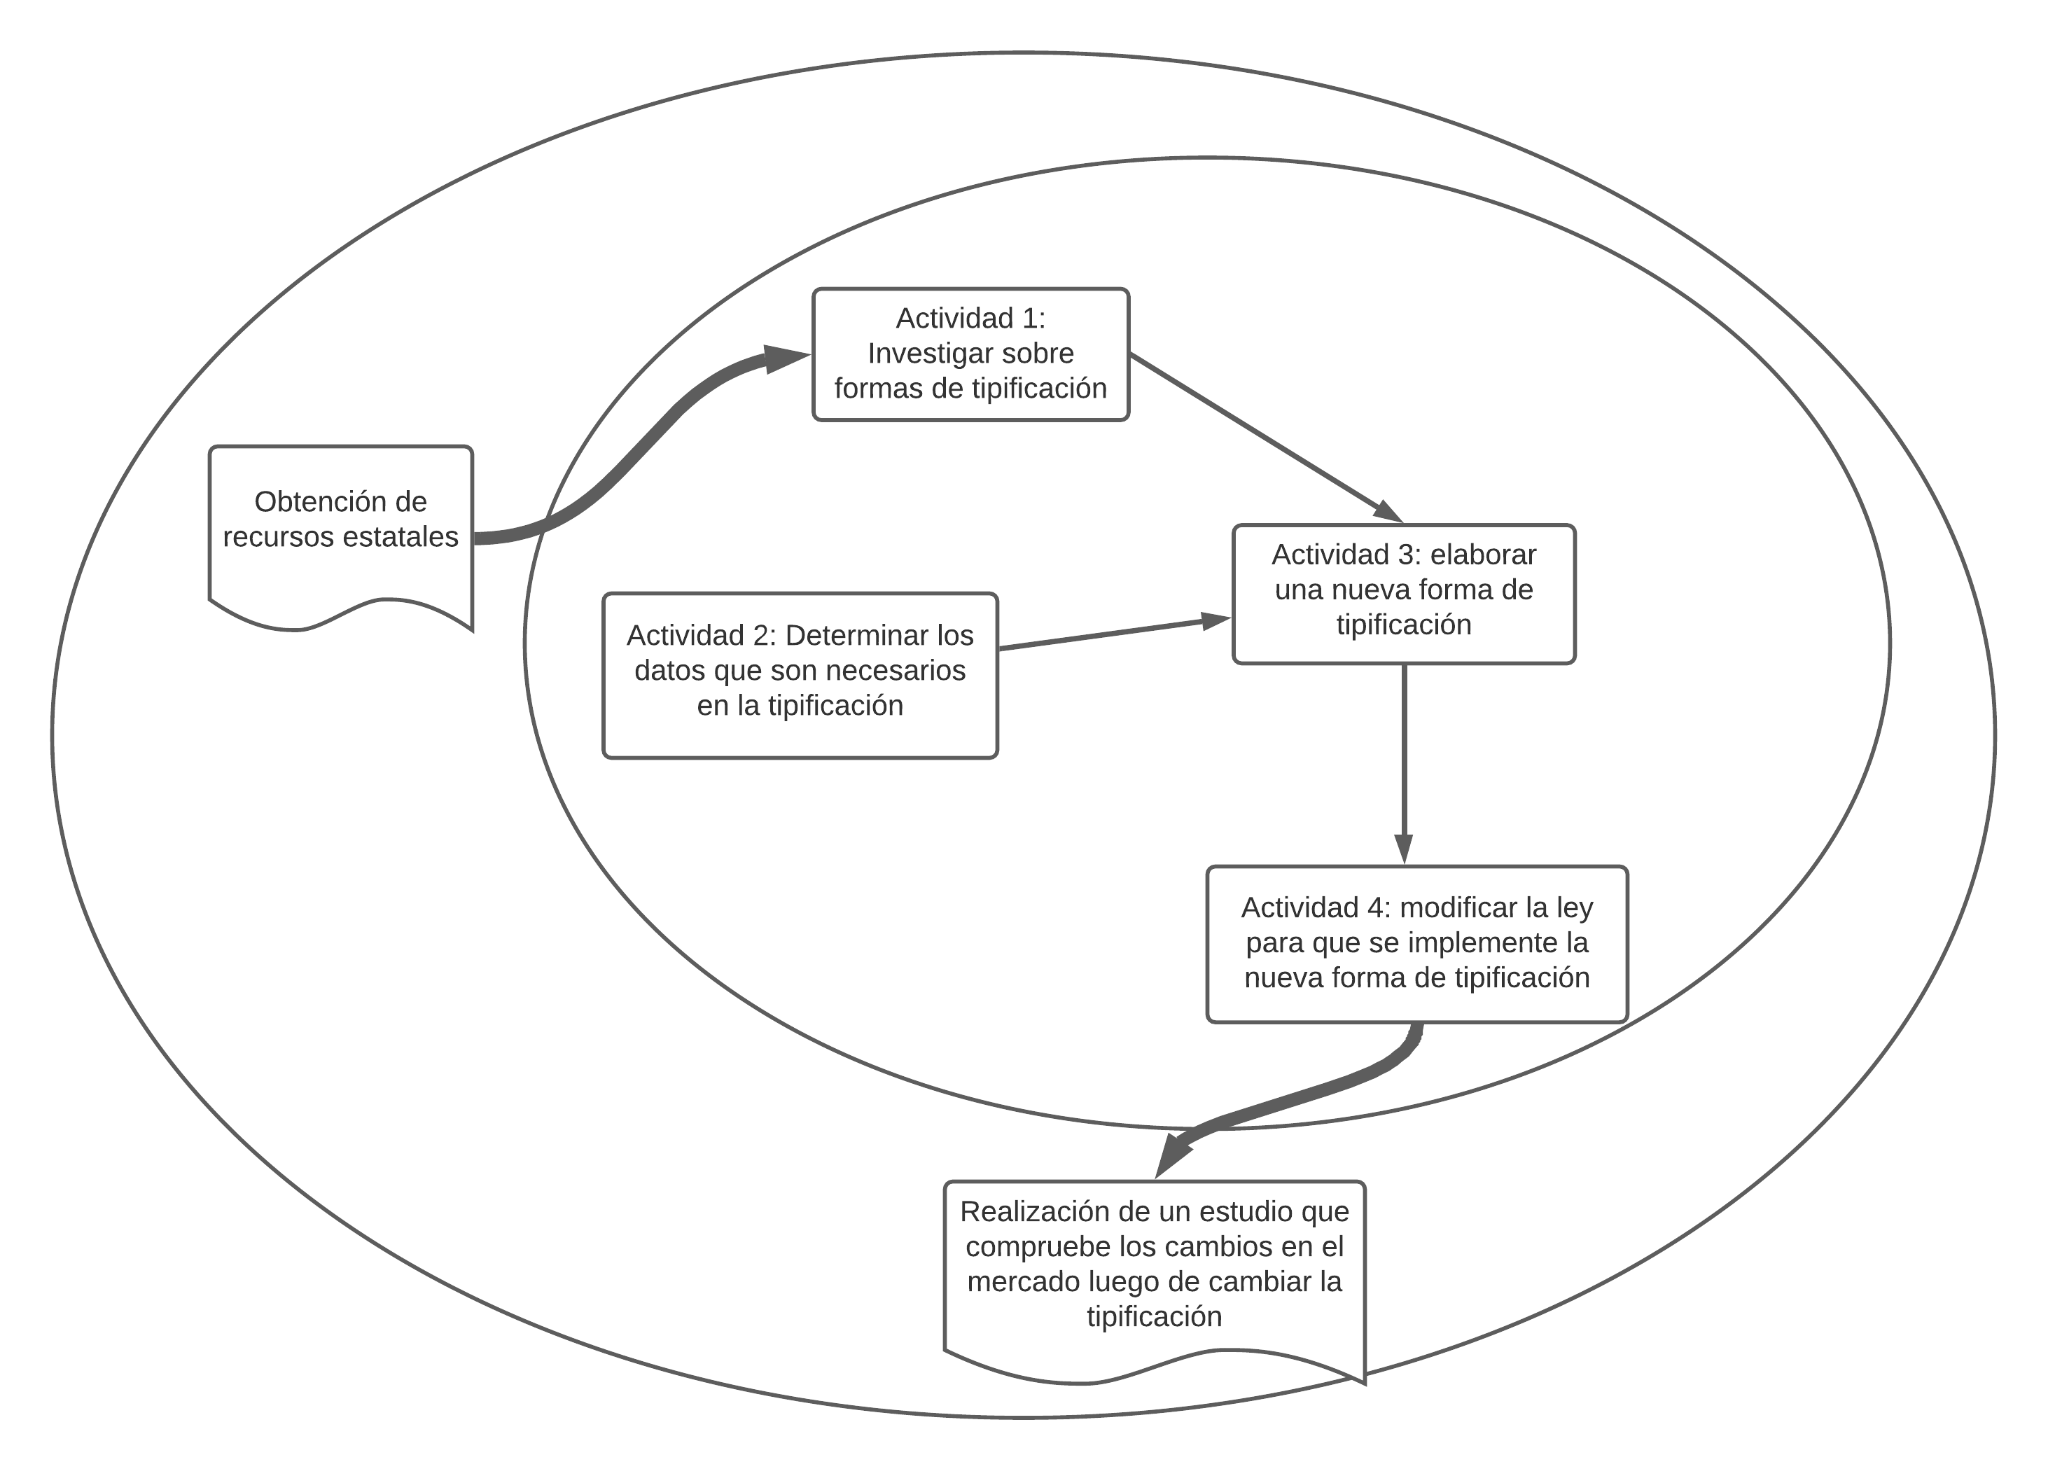 Actividad 1:
Investigar sobre
formas de tipificación
Obtención de
recursos estatales
Actividad 3: elaborar
una nueva forma de
tipificación
Actividad 2: Determinar los
datos que son necesarios
en la tipificación
Actividad 4: modificar la ley
para que se implemente la
nueva forma de tipificación
Realización de un estudio que
compruebe los cambios en el
mercado luego de cambiar la
tipificación